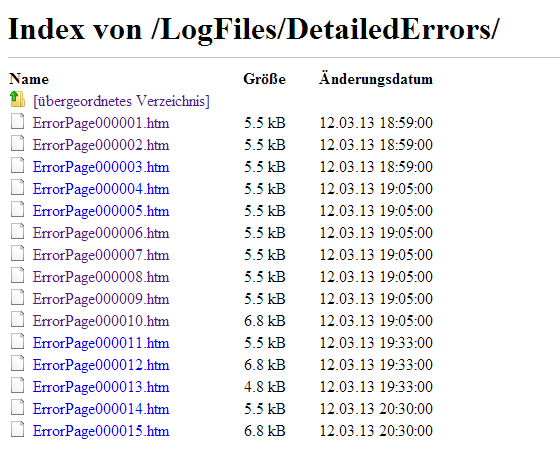 Index von /LogFiles/DetailedErrors/
Name Größe Änderungsdatum
[übergeordnetes Verzeichnis]
ErrorPage000001.htm 5.5 kB 12.03.13 18:59:00
ErrorPage000002.htm 5.5 kB 12.03.13 18:59:00
ErrorPage000003.htm 5.5 kB 12.03.13 18:59:00
ErrorPage000004.htm 5.5 kB 12.03.13 19:05:00
ErrorPage000005.htm 5.5 kB 12.03.13 19:05:00
ErrorPage000006.htm 5.5 kB 12.03.13 19:05:00
ErrorPage000007.htm 5.5 kB 12.03.13 19:05:00
ErrorPage000008.htm 5.5 kB 12.03.13 19:05:00
ErrorPage000009.htm 5.5 kB 12.03.13 19:05:00
ErrorPage000010.htm 6.8 kB 12.03.13 19:05:00
ErrorPage000011.htm 5.5 kB 12.03.13 19:33:00
ErrorPage000012.htm 6.8 kB 12.03.13 19:33:00
ErrorPage000013.htm 4.8 kB 12.03.13 19:33:00
ErrorPage000014.htm 5.5 kB 12.03.13 20:30:00
ErrorPage000015.htm 6.8 kB 12.03.13 20:30:00